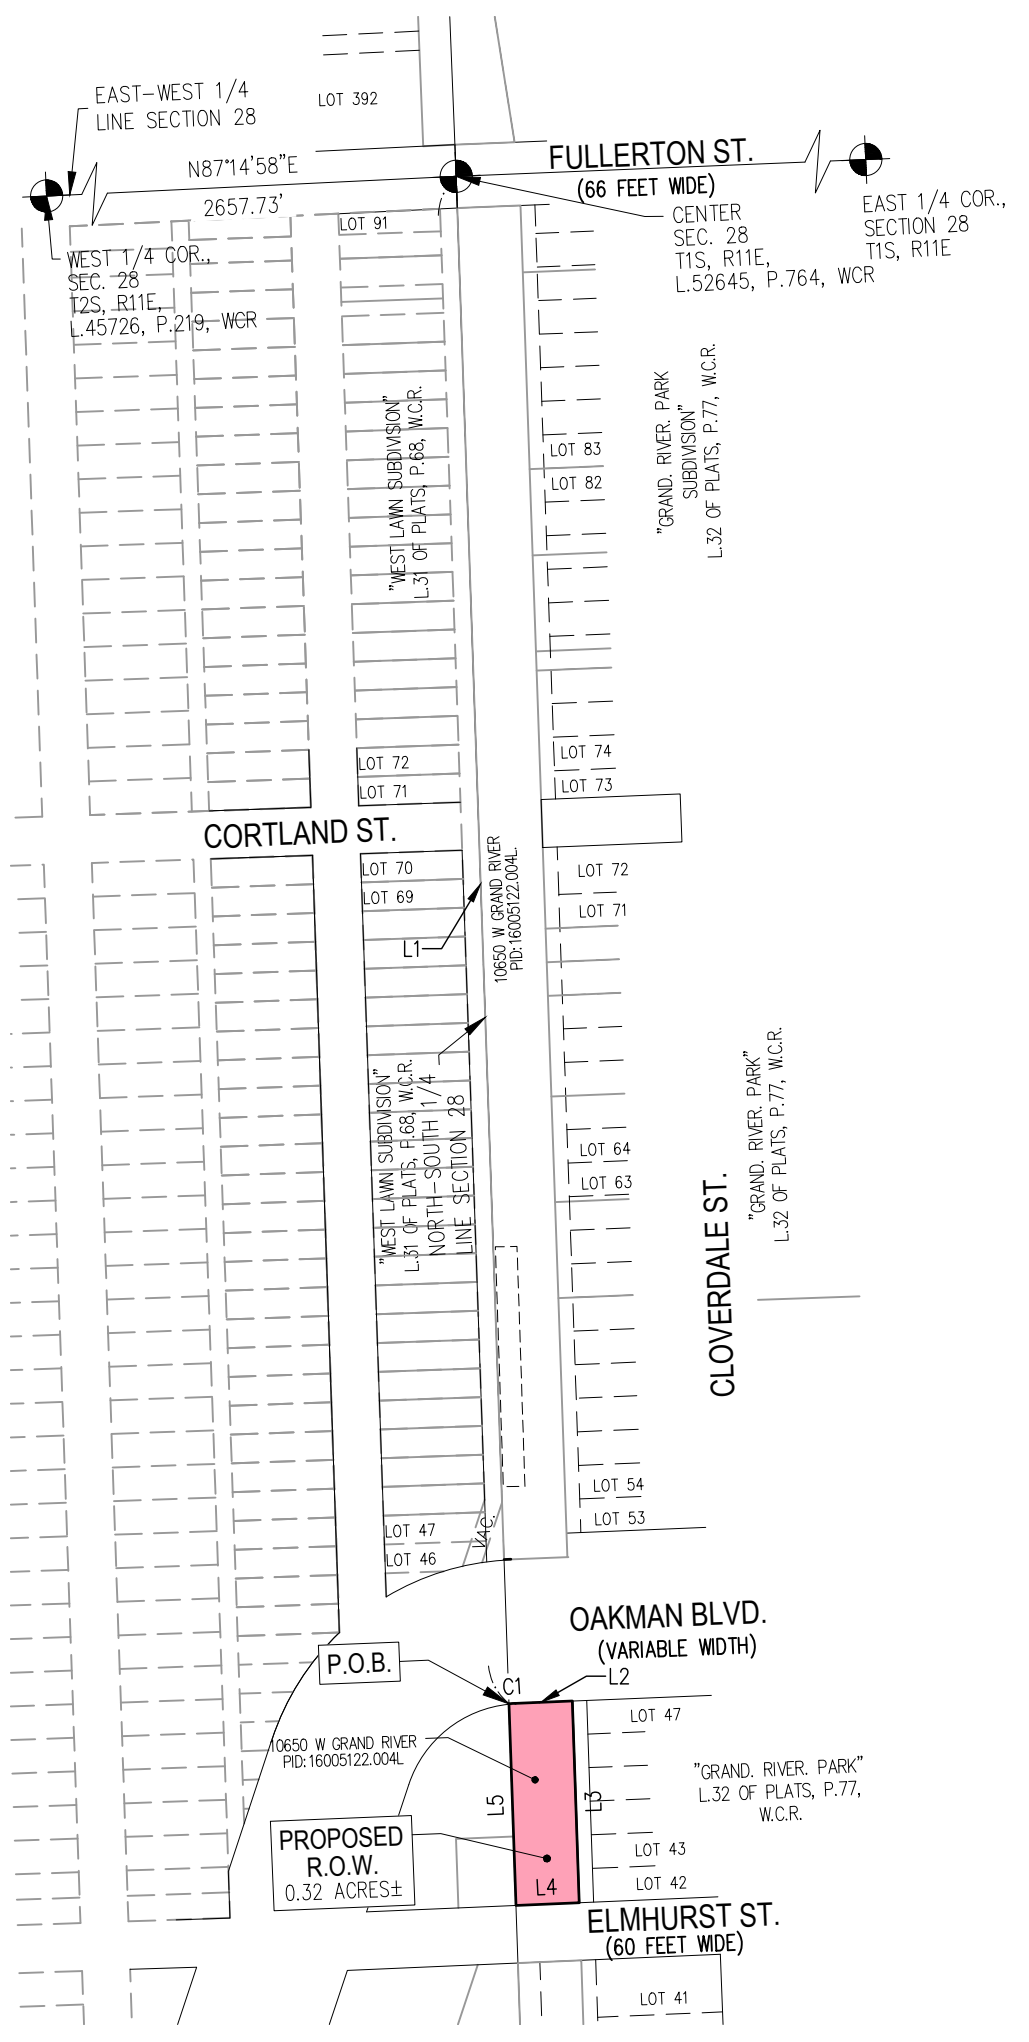 EAST-WEST 1/4
LINE SECTION 28
LOT 392
N87°14'58"E
2657.73'
FULLERTON ST.
(66 FEET WIDE)
CENTER
SEC. 28
T1S, R11E,
L.52645, P.764, WCR
EAST 1/4 COR.,
SECTION 28
T1S, R11E
WEST 1/4 COR.,
SEC. 28
T2S, R11E,
L.45726, P.219, WCR
LOT 91
"WEST LAWN SUBDIVISION"
L.31 OF PLATS, P.68, W.C.R.
LOT 83
LOT 82
"GRAND. RIVER. PARK
SUBDIVISION"
L.32 OF PLATS, P.77, W.C.R.
LOT 72
LOT 71
LOT 74
LOT 73
CORTLAND ST.
LOT 70
LOT 69
L1
10650 W GRAND RIVER
PID:16005122.004L.
LOT 72
LOT 71
"WEST LAWN SUBDIVISION"
L.31 OF PLATS, P.68, W.C.R.
NORTH-SOUTH 1/4
LINE SECTION 28
LOT 64
LOT 63
CLOVERDALE ST.
"GRAND. RIVER. PARK"
L.32 OF PLATS, P.77, W.C.R.
LOT 54
LOT 53
LOT 47
LOT 46
VAC.
OAKMAN BLVD.
(VARIABLE WIDTH)
P.O.B.
C1
L2
LOT 47
10650 W GRAND RIVER
PID:16005122.004L
L5
L3
"GRAND. RIVER. PARK"
L.32 OF PLATS, P.77,
W.C.R.
PROPOSED
R.O.W.
0.32 ACRES±
L4
LOT 43
LOT 42
ELMHURST ST.
(60 FEET WIDE)
LOT 41